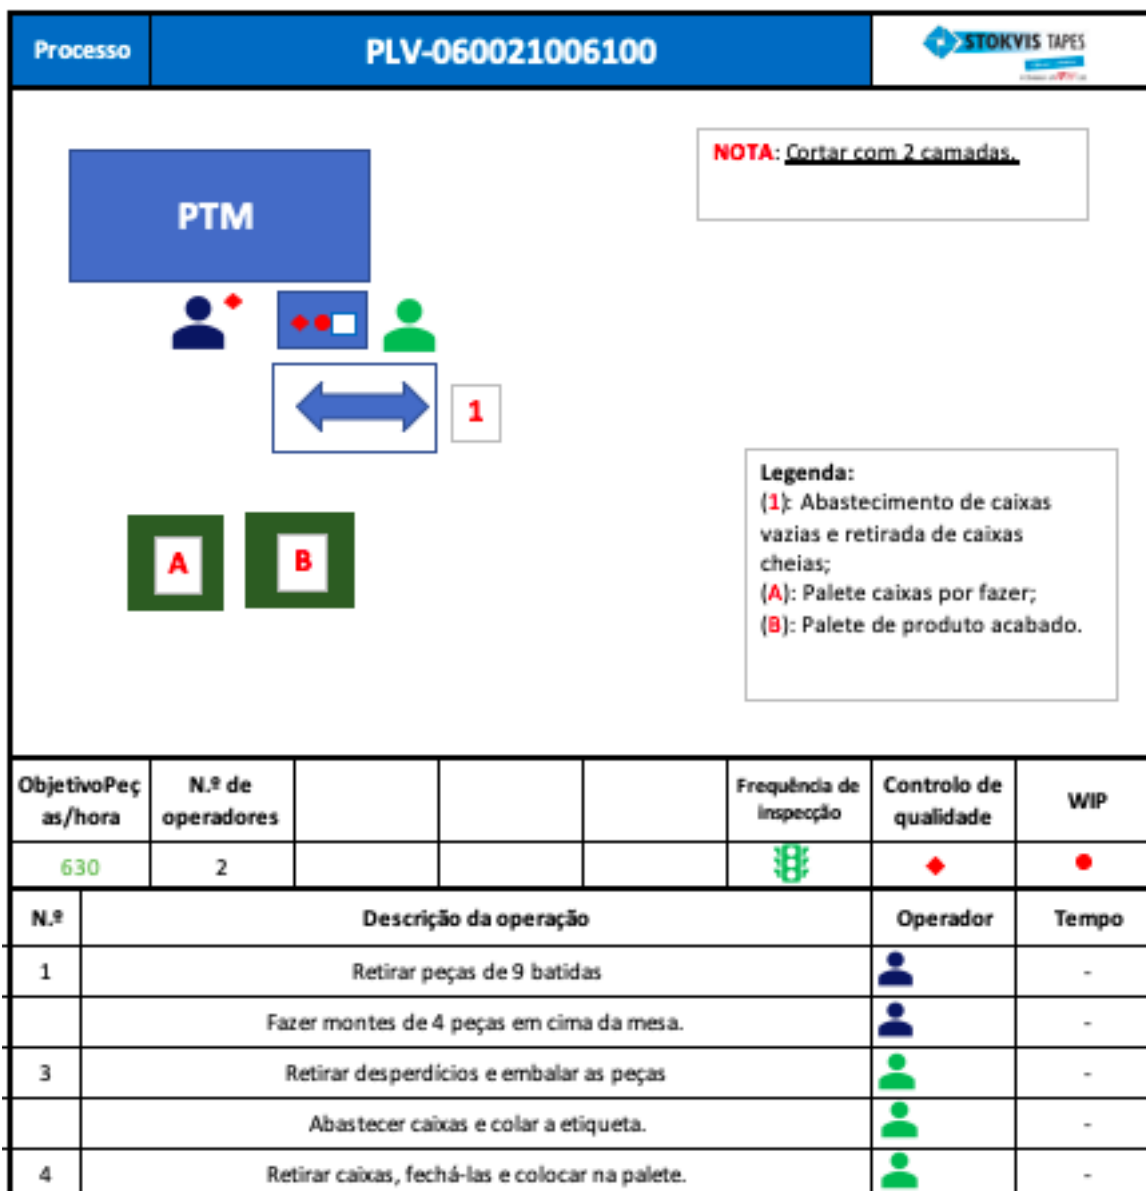 Processo
PLV-060021006100
STOKVIS TAPES
PTM
NOTA: Cortar com 2 camadas.
1
A
B
Legenda:
(1): Abastecimento de caixas
vazias e retirada de caixas
cheias;
(A): Palete caixas por fazer;
(B): Palete de produto acabado.
ObjetivoPeç
as/hora
N.º de
operadores
Frequência de
inspecção
Controlo de
qualidade
WIP
630
2
N.º
Descrição da operação
Operador
Tempo
1
Retirar peças de 9 batidas
-
Fazer montes de 4 peças em cima da mesa.
-
3
Retirar desperdícios e embalar as peças
-
Abastecer caixas e colar a etiqueta.
-
4
Retirar caixas, fechá-las e colocar na palete.
-